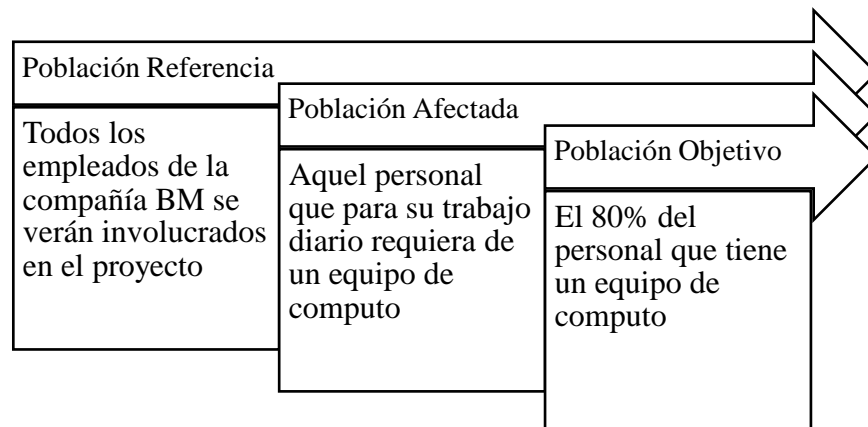 Población Referencia
Todos los
empleados de la
compañía BM se
verán involucrados
en el proyecto
Población Afectada
Aquel personal
que para su trabajo
diario requiera de
un equipo de
computo
Población Objetivo
El 80% del
personal que tiene
un equipo de
computo